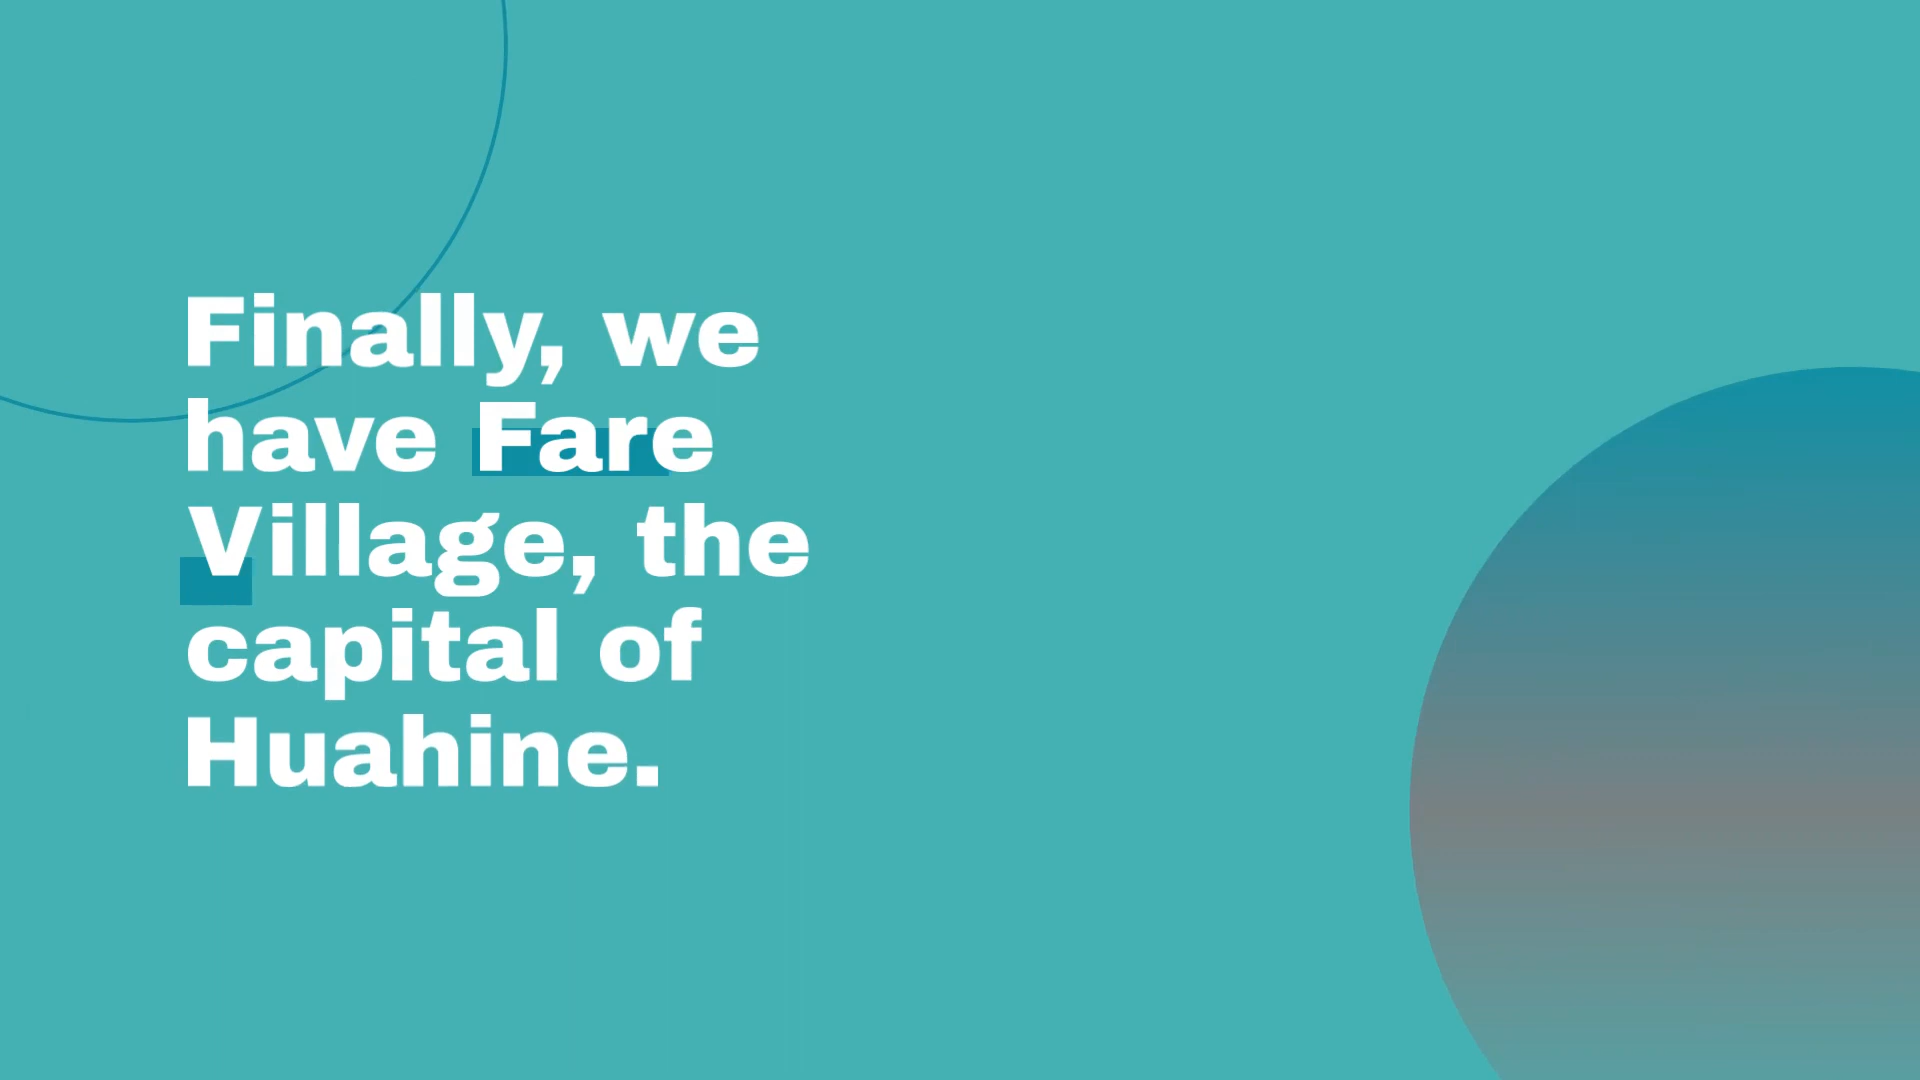 Finally, we
have Fare
Village, the
capital of
Huahine.